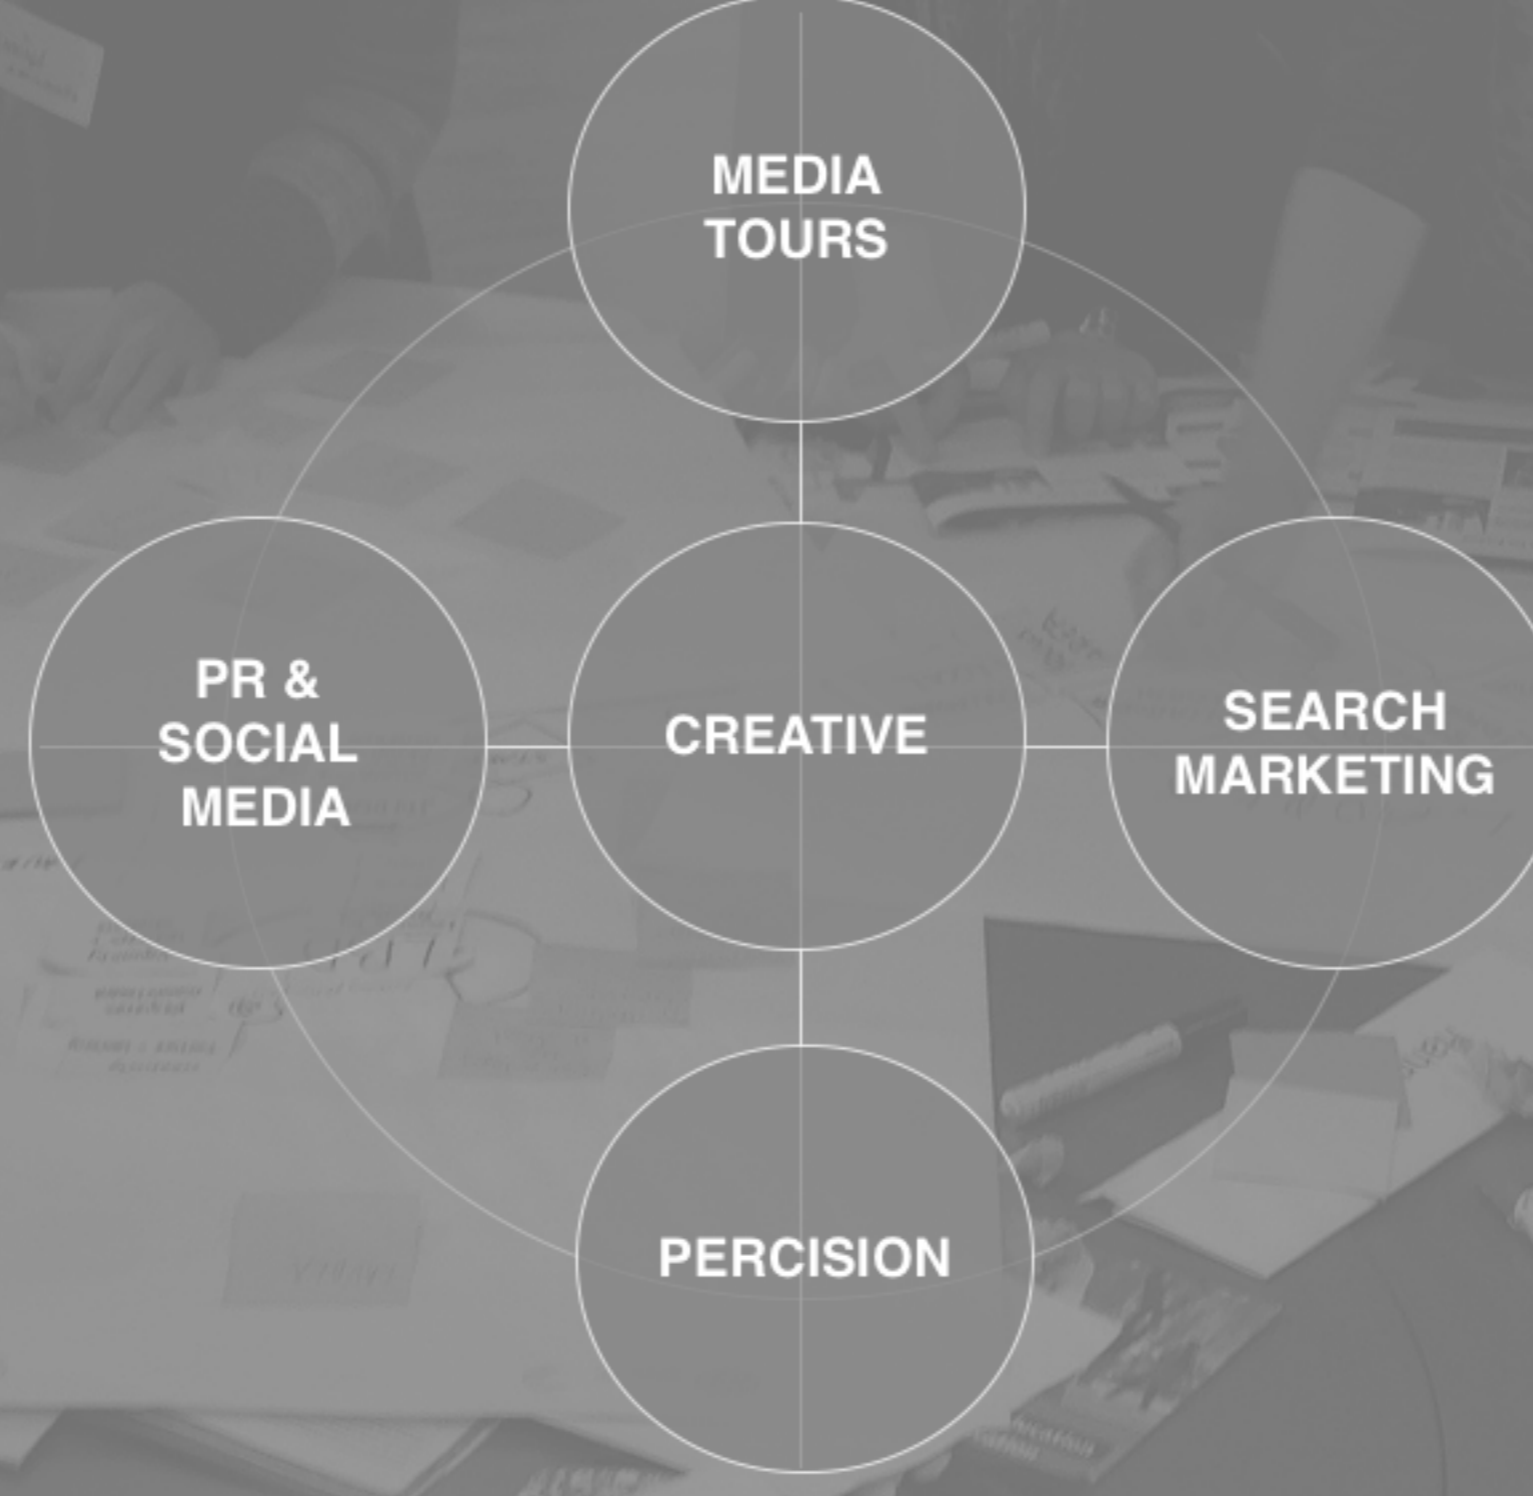 MEDIA
TOURS
PR &
SOCIAL
MEDIA
CREATIVE
SEARCH
MARKETING
PERCISION